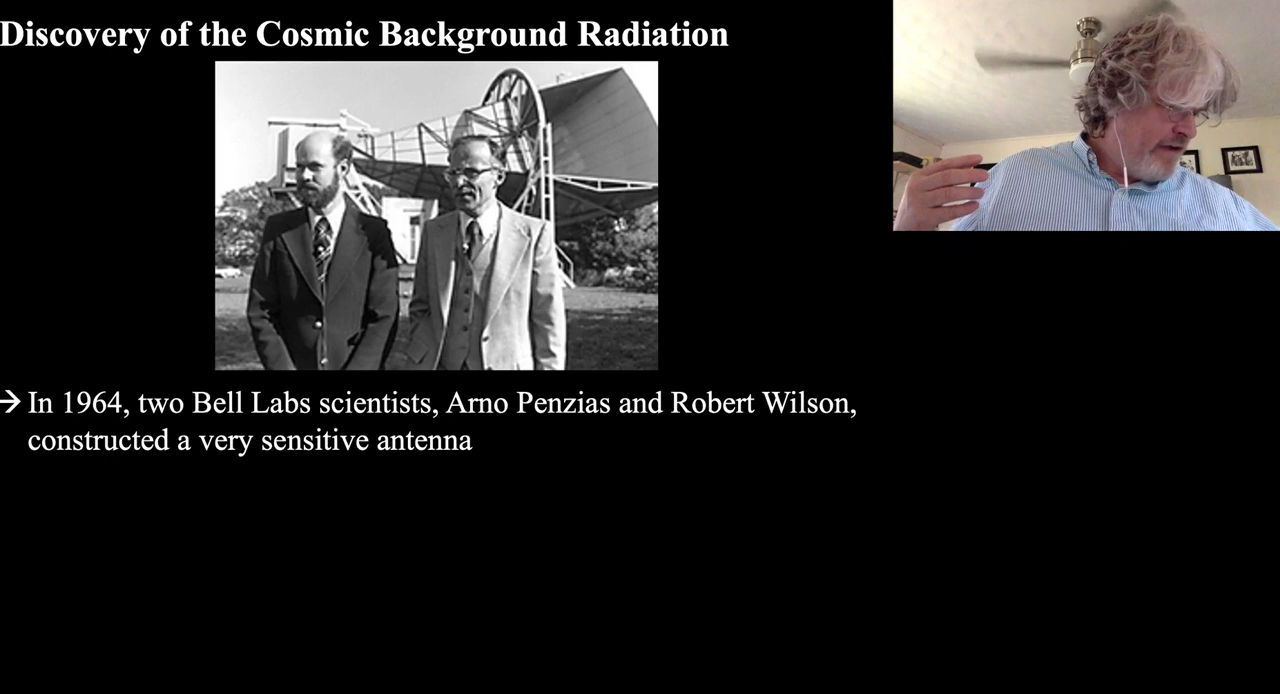 Discovery of the Cosmic Background Radiation
→ In 1964, two Bell Labs scientists, Arno Penzias and Robert Wilson,
constructed a very sensitive antenna